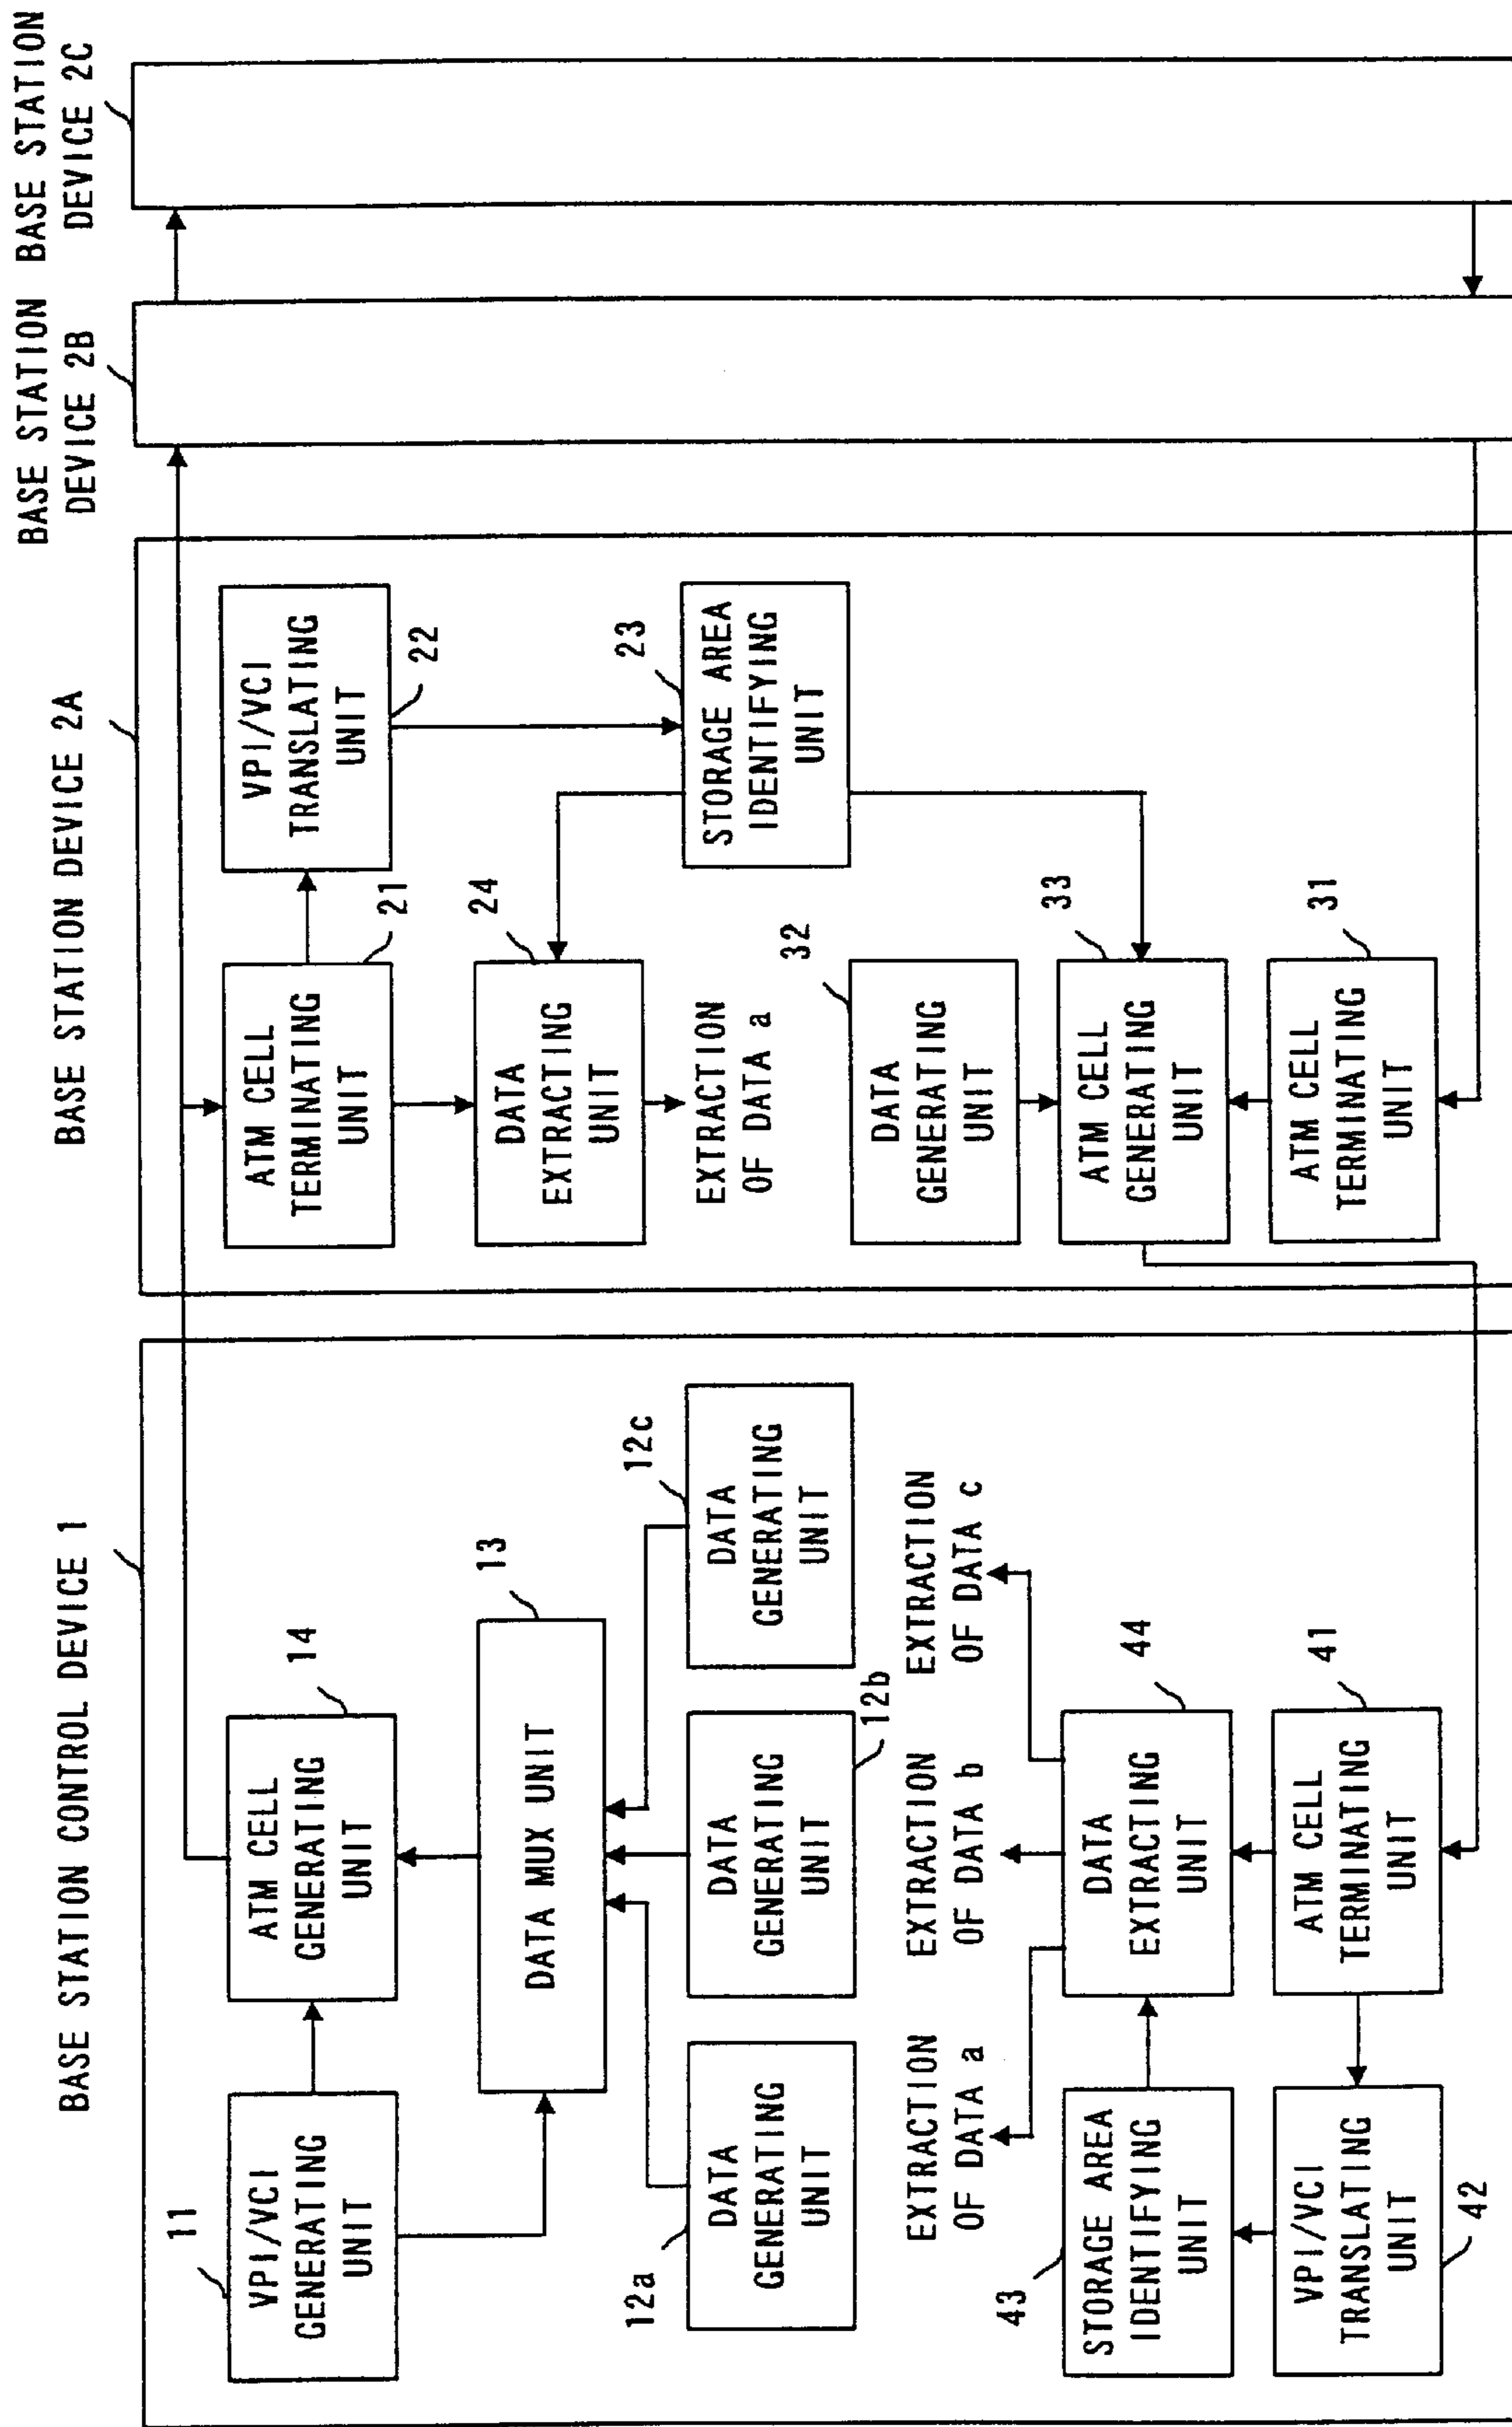 BASE STATION CONTROL DEVICE 1
11
VPI/VCI
GENERATING
UNIT
14
ATM CELL
GENERATING
UNIT
13
DATA MUX UNIT
12a
DATA
GENERATING
UNIT
12b
DATA
GENERATING
UNIT
12c
DATA
GENERATING
UNIT
EXTRACTION
OF DATA a
EXTRACTION
OF DATA b
EXTRACTION
OF DATA c
43
STORAGE AREA
IDENTIFYING
UNIT
44
DATA
EXTRACTING
UNIT
VPI/VCI
TRANSLATING
UNIT
42
41
ATM CELL
TERMINATING
UNIT
BASE STATION DEVICE 2A
ATM CELL
TERMINATING
UNIT
21
VPI/VCI
TRANSLATING
UNIT
22
24
DATA
EXTRACTING
UNIT
EXTRACTION
OF DATA a
23
STORAGE AREA
IDENTIFYING
UNIT
32
DATA
GENERATING
UNIT
33
ATM CELL
GENERATING
UNIT
31
ATM CELL
TERMINATING
UNIT
BASE STATION
DEVICE 2B
BASE STATION
DEVICE 2C